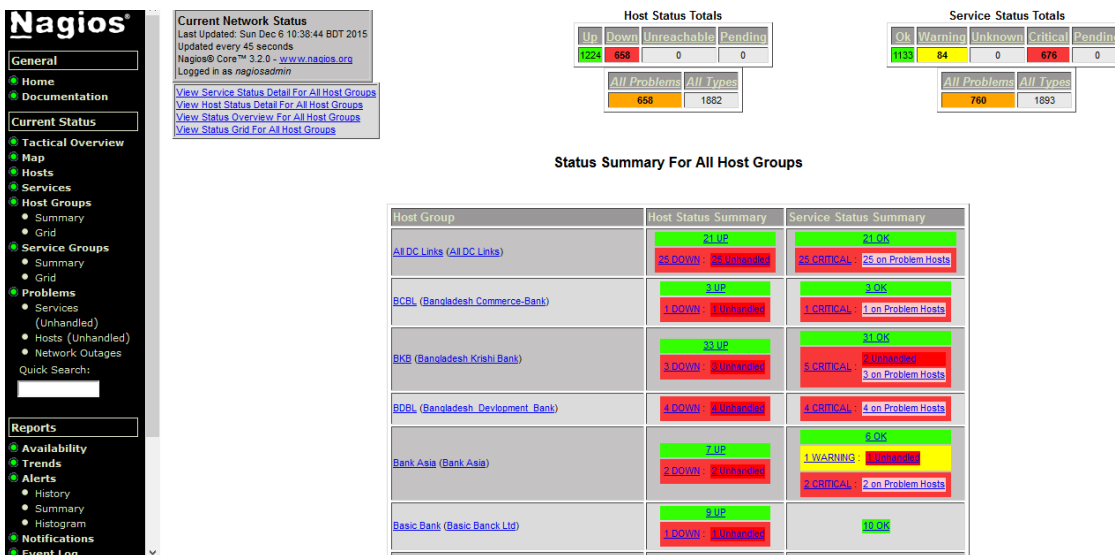 Nagios®
General
Home
Documentation
Current Status
Tactical Overview
Map
Hosts
Services
Host Groups
Summary
Grid
Service Groups
Summary
Grid
Problems
Services
(Unhandled)
Hosts (Unhandled)
Network Outages
Quick Search:
Reports
Availability
Trends
Alerts
History
Summary
Histogram
Notifications
Event Log
Current Network Status
Last Updated: Sun Dec 6 10:38:44 BDT 2015
Updated every 45 seconds
Nagios® Core™ 3.2.0 - www.nagios.org
Logged in as nagiosadmin
View Service Status Detail For All Host Groups
View Host Status Detail For All Host Groups
View Status Overview For All Host Groups
View Status Grid For All Host Groups
Host Status Totals
Up Down Unreachable Pending
1224 658 0 0
All Problems All Types
658 1882
Service Status Totals
Ok Warning Unknown Critical Pending
1133 84 0 676 0
All Problems All Types
760 1893
Status Summary For All Host Groups
Host Group Host Status Summary Service Status Summary
All DC Links (All DC Links)
21 UP
25 DOWN : 25 Unhandled
21 OK
25 CRITICAL : 25 on Problem Hosts
BCBL (Bangladesh Commerce-Bank)
3 UP
1 DOWN : 1 Unhandled
3 OK
1 CRITICAL : 1 on Problem Hosts
BKB (Bangladesh Krishi Bank)
33 UP
3 DOWN : 3 Unhandled
31 OK
5 CRITICAL : 2 Unhandled
3 on Problem Hosts
BDBL (Bangladesh_Devlopment_Bank)
4 DOWN : 4 Unhandled
4 CRITICAL : 4 on Problem Hosts
Bank Asia (Bank Asia)
7 UP
2 DOWN : 2 Unhandled
6 OK
1 WARNING : 1 Unhandled
2 CRITICAL : 2 on Problem Hosts
Basic Bank (Basic Banck Ltd)
9 UP
1 DOWN : 1 Unhandled
10 OK